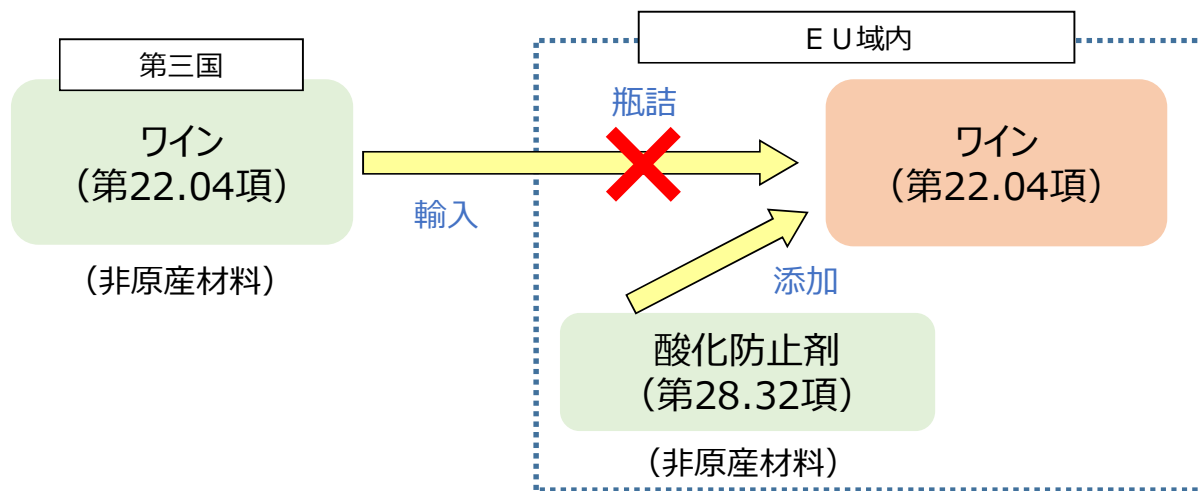 第三国
ＥＵ域内
ワイン
（第22.04項）
（非原産材料）
輸入
瓶詰
ワイン
（第22.04項）
添加
酸化防止剤
（第28.32項）
（非原産材料）